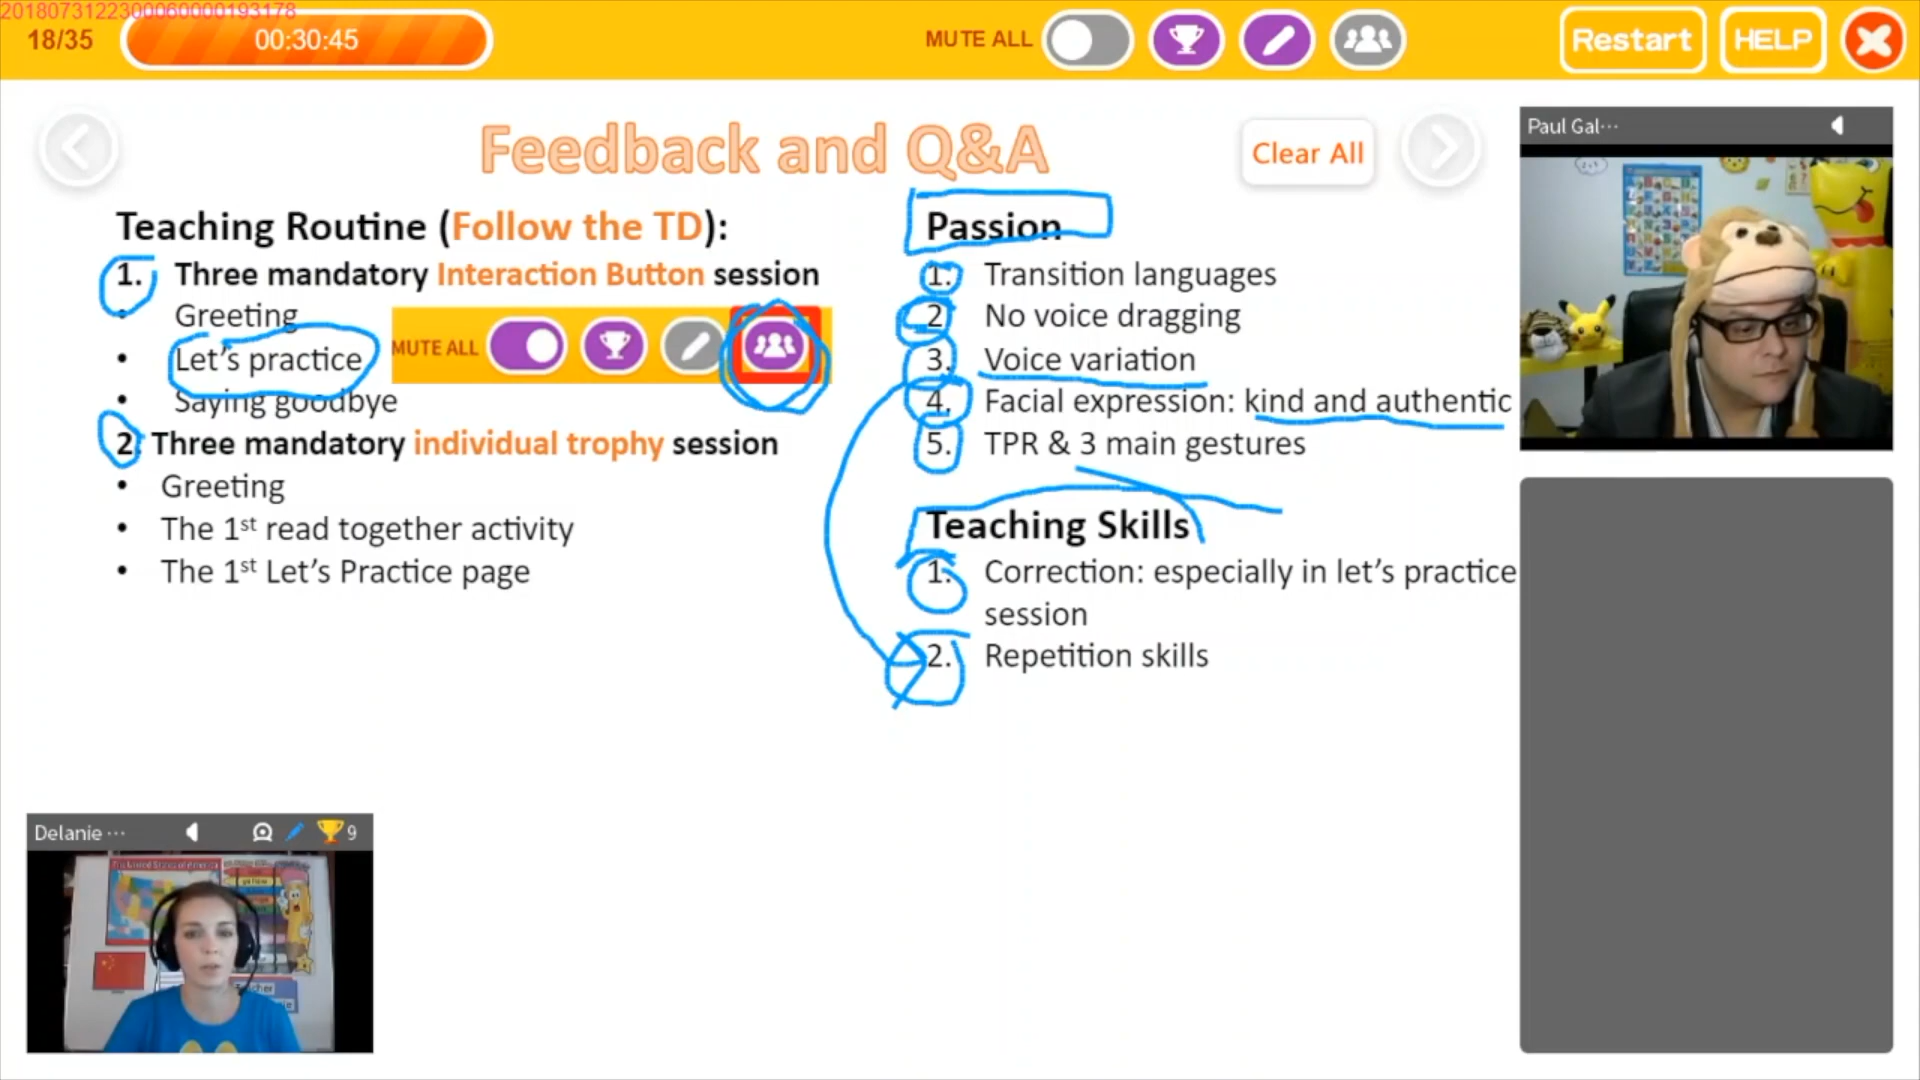 20180731223000060000193178
18/35
00:30:45
MUTE ALL
Restart
HELP
Feedback and Q&A
Clear All
Paul Gal…
Teaching Routine (Follow the TD):
1. Three mandatory Interaction Button session
• Greeting
• Let's practice
• Saying goodbye
MUTE ALL
2. Three mandatory individual trophy session
• Greeting
• The 1st read together activity
• The 1st Let's Practice page
Passion
1. Transition languages
2. No voice dragging
3. Voice variation
4. Facial expression: kind and authentic
5. TPR & 3 main gestures
Teaching Skills
1. Correction: especially in let's practice
session
2. Repetition skills
Delanie …
9